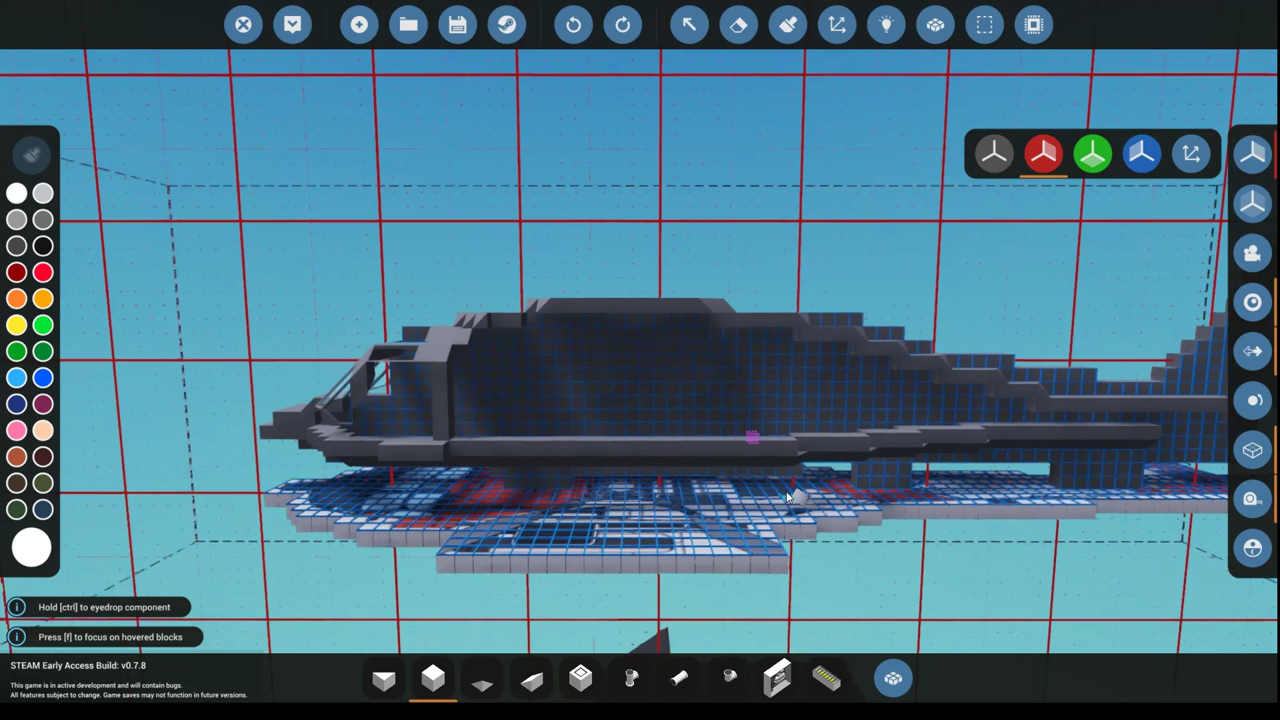 Hold [ctrl] to eyedrop component
Press [f] to focus on hovered blocks
STEAM Early Access Build: v0.7.8
This game is in active development and will contain bugs.
All features subject to change. Game saves may not function in future versions.